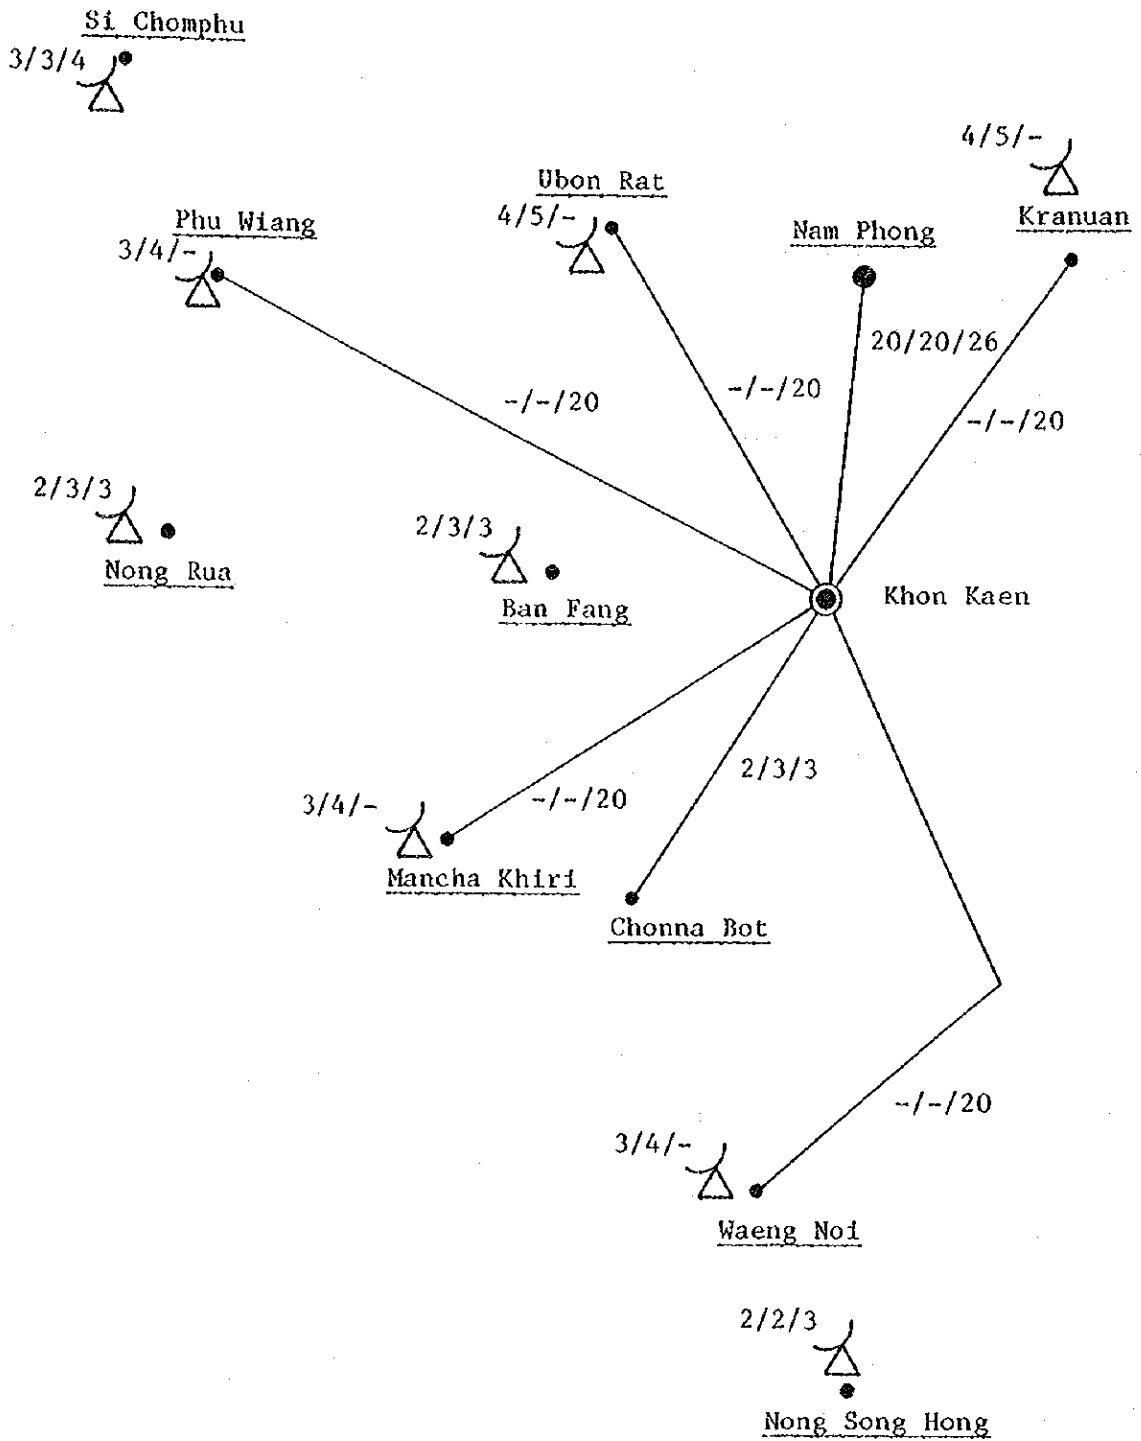 Si Chomphu
3/3/4
4/5/-
Ubon Rat
4/5/-
Kranuan
Phu Wiang
Nam Phong
3/4/-
20/20/26
-/-/20
-/-/20
-/-/20
2/3/3
2/3/3
Nong Rua
Ban Fang
Khon Kaen
2/3/3
3/4/-
-/-/20
Mancha Khiri
Chonna Bot
-/-/20
3/4/-
Waeng Noi
2/2/3
Nong Song Hong